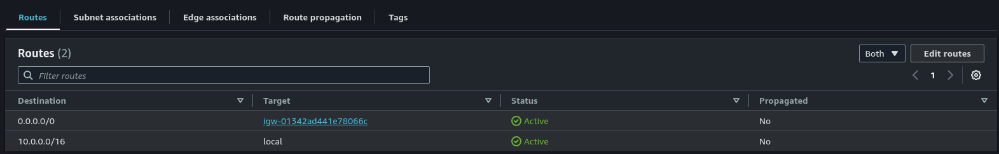 Routes Subnet associations Edge associations Route propagation Tags
Routes (2) Both Edit routes
Filter routes 1
Destination Target Status Propagated
0.0.0.0/0 igw-01342ad441e78066c Active No
10.0.0.0/16 local Active No